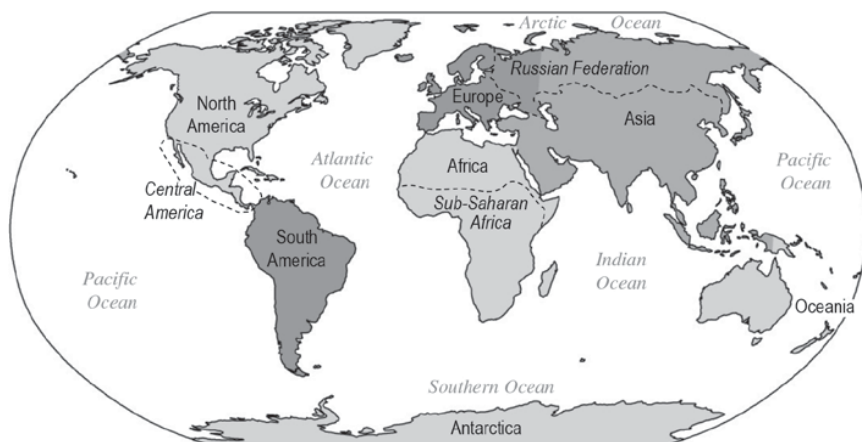 Arctic Ocean
Russian Federation
North
America
Europe
Asia
Atlantic
Ocean
Africa
Pacific
Ocean
Central
America
Sub-Saharan
Africa
South
America
Pacific
Ocean
Indian
Ocean
Oceania
Southern Ocean
Antarctica